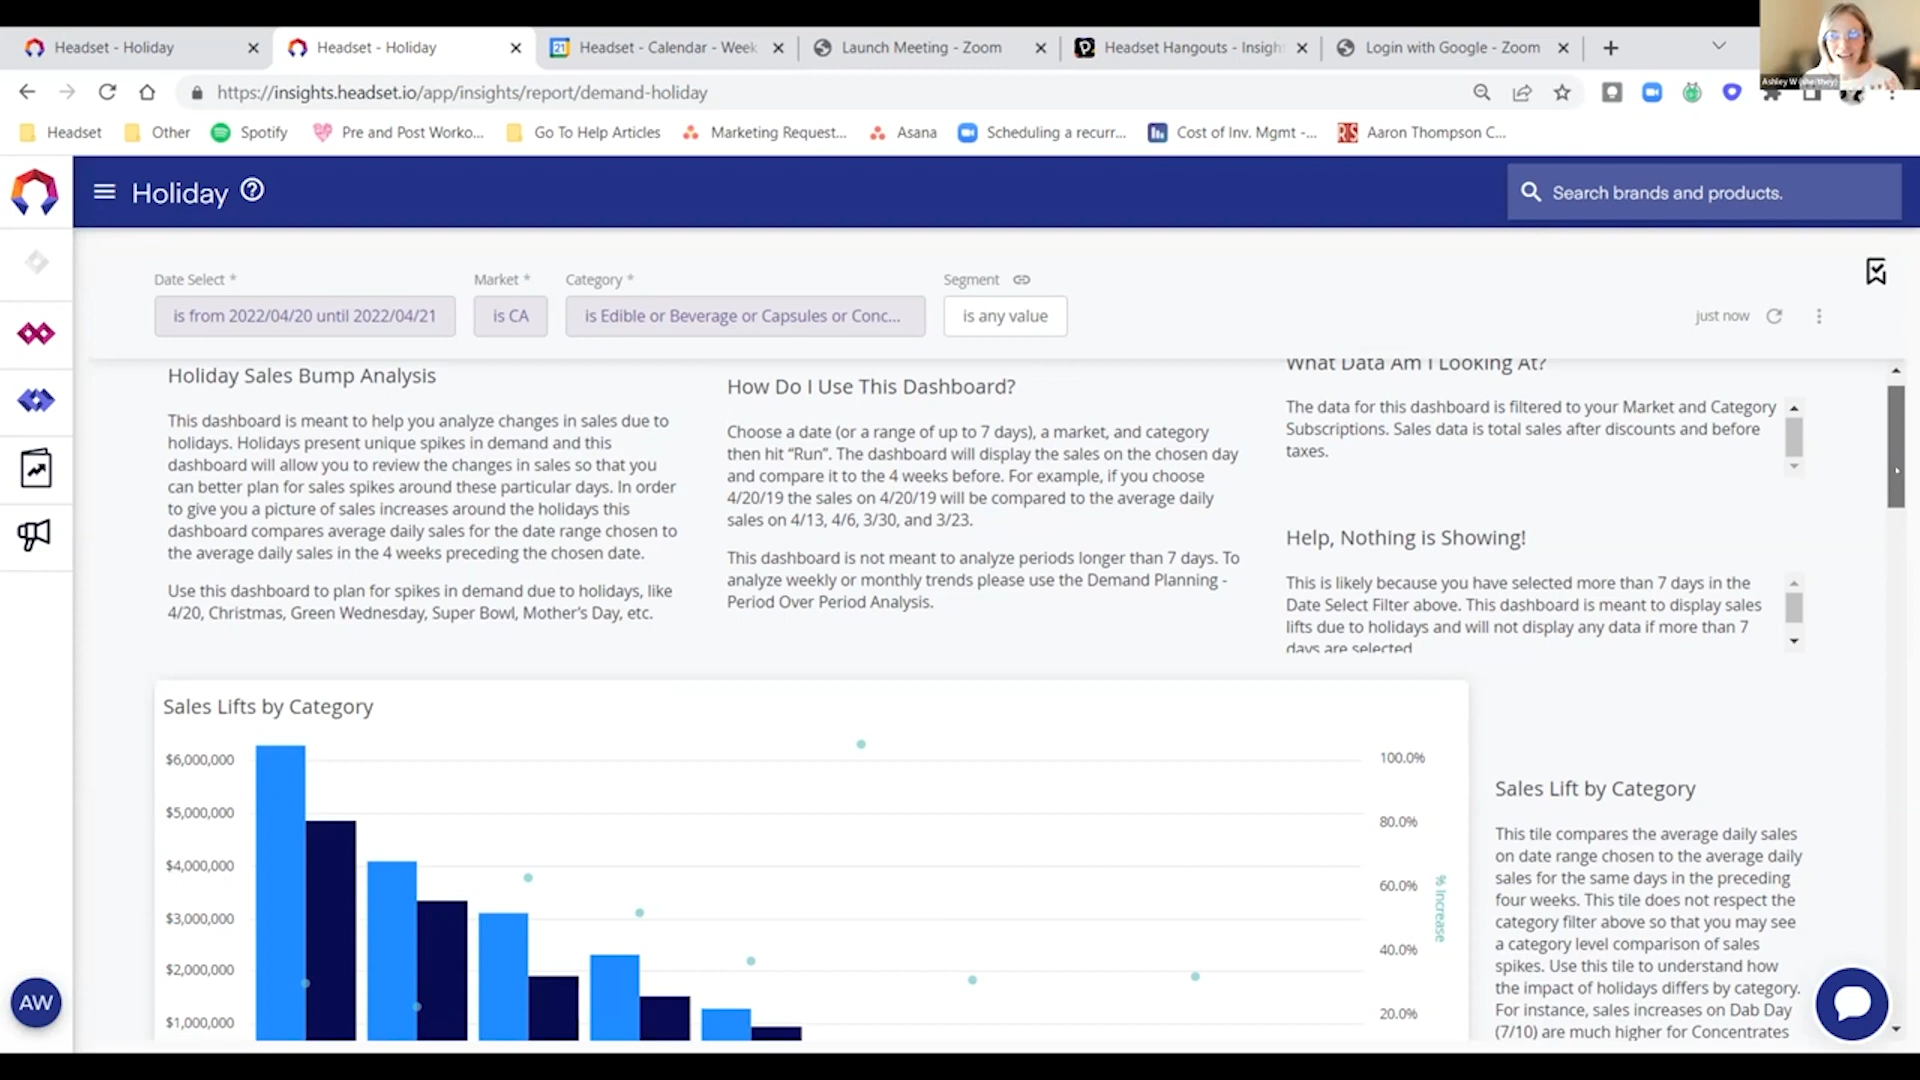 Headset - Holiday
Headset - Holiday
21
Headset - Calendar - Week
Launch Meeting - Zoom
Headset Hangouts - Insigh
Login with Google - Zoom
Ashley W (she/they)
https://insights.headset.io/app/insights/report/demand-holiday
Headset
Other
Spotify
Pre and Post Worko...
Go To Help Articles
Marketing Request...
Asana
Scheduling a recurr...
Cost of Inv. Mgmt -...
RS
Aaron Thompson C...
Holiday
Search brands and products.
Date Select *
Market *
Category *
Segment
is from 2022/04/20 until 2022/04/21
is CA
is Edible or Beverage or Capsules or Conc...
is any value
just now
Holiday Sales Bump Analysis
This dashboard is meant to help you analyze changes in sales due to
holidays. Holidays present unique spikes in demand and this
dashboard will allow you to review the changes in sales so that you
can better plan for sales spikes around these particular days. In order
to give you a picture of sales increases around the holidays this
dashboard compares average daily sales for the date range chosen to
the average daily sales in the 4 weeks preceding the chosen date.
Use this dashboard to plan for spikes in demand due to holidays, like
4/20, Christmas, Green Wednesday, Super Bowl, Mother's Day, etc.
How Do I Use This Dashboard?
Choose a date (or a range of up to 7 days), a market, and category
then hit “Run”. The dashboard will display the sales on the chosen day
and compare it to the 4 weeks before. For example, if you choose
4/20/19 the sales on 4/20/19 will be compared to the average daily
sales on 4/13, 4/6, 3/30, and 3/23.
This dashboard is not meant to analyze periods longer than 7 days. To
analyze weekly or monthly trends please use the Demand Planning -
Period Over Period Analysis.
What Data Am I Looking At?
The data for this dashboard is filtered to your Market and Category
Subscriptions. Sales data is total sales after discounts and before
taxes.
Help, Nothing is Showing!
This is likely because you have selected more than 7 days in the
Date Select Filter above. This dashboard is meant to display sales
lifts due to holidays and will not display any data if more than 7
days are selected
Sales Lifts by Category
$6,000,000
$5,000,000
$4,000,000
$3,000,000
$2,000,000
$1,000,000
100.0%
80.0%
60.0%
40.0%
20.0%
% Increase
Sales Lift by Category
This tile compares the average daily sales
on date range chosen to the average daily
sales for the same days in the preceding
four weeks. This tile does not respect the
category filter above so that you may see
a category level comparison of sales
spikes. Use this tile to understand how
the impact of holidays differs by category.
For instance, sales increases on Dab Day
(7/10) are much higher for Concentrates
AW